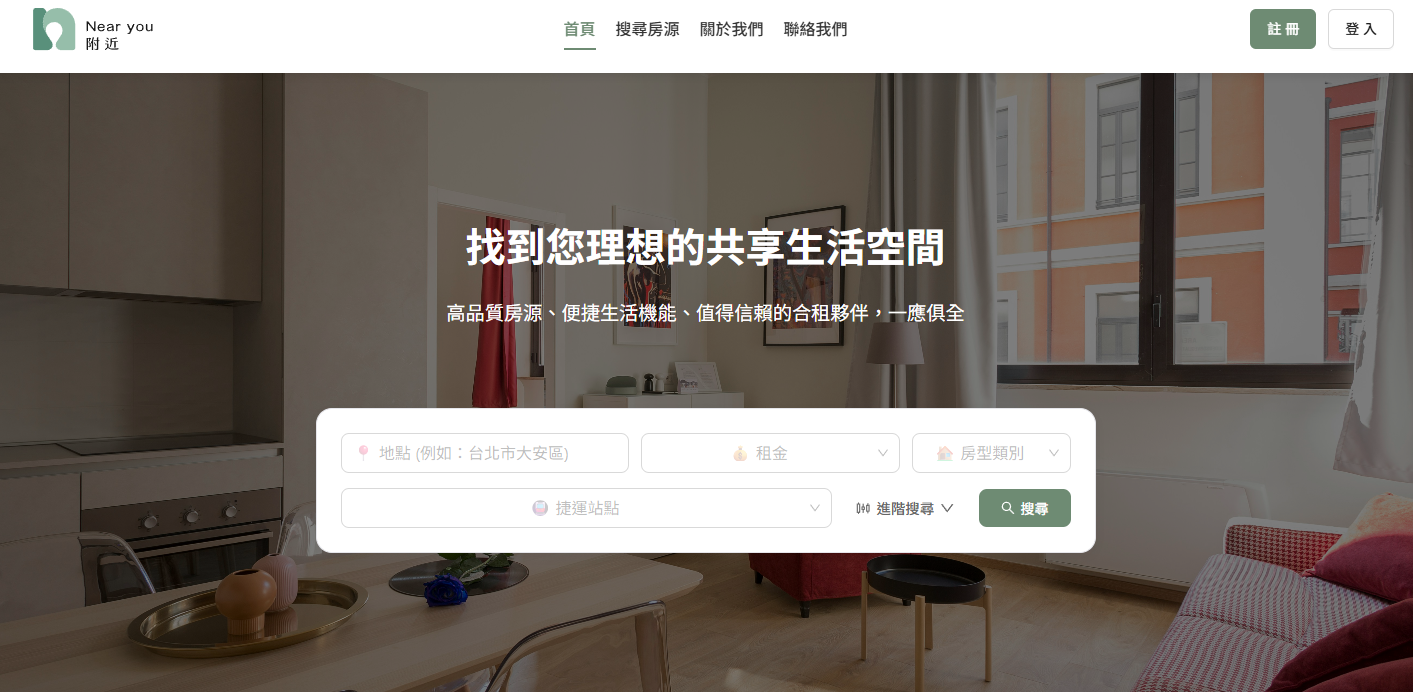 Near you
附近
首頁 搜尋房源 關於我們 聯絡我們
註冊 登入
找到您理想的共享生活空間
高品質房源、便捷生活機能、值得信賴的合租夥伴，一應俱全
地點 (例如：台北市大安區) 租金 房型類別
捷運站點 進階搜尋 搜尋